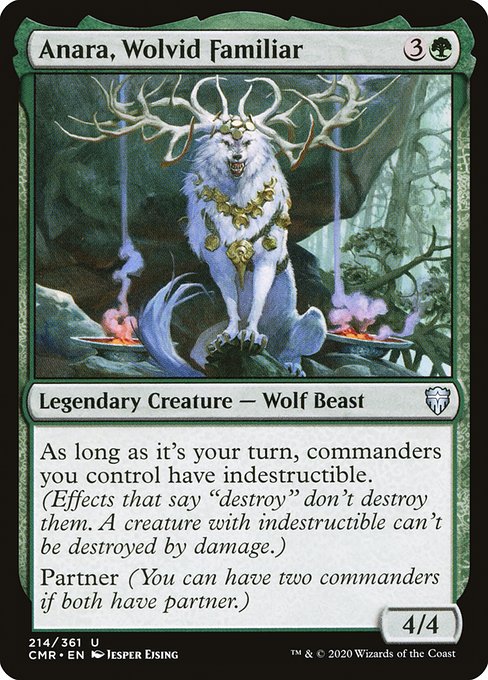 Anara, Wolvid Familiar 3
Legendary Creature — Wolf Beast
As long as it's your turn, commanders
you control have indestructible.
(Effects that say “destroy” don't destroy
them. A creature with indestructible can't
be destroyed by damage.)
Partner (You can have two commanders
if both have partner.)
4/4
214/361 U
CMR • EN Jesper Ejsing
™ & © 2020 Wizards of the Coast